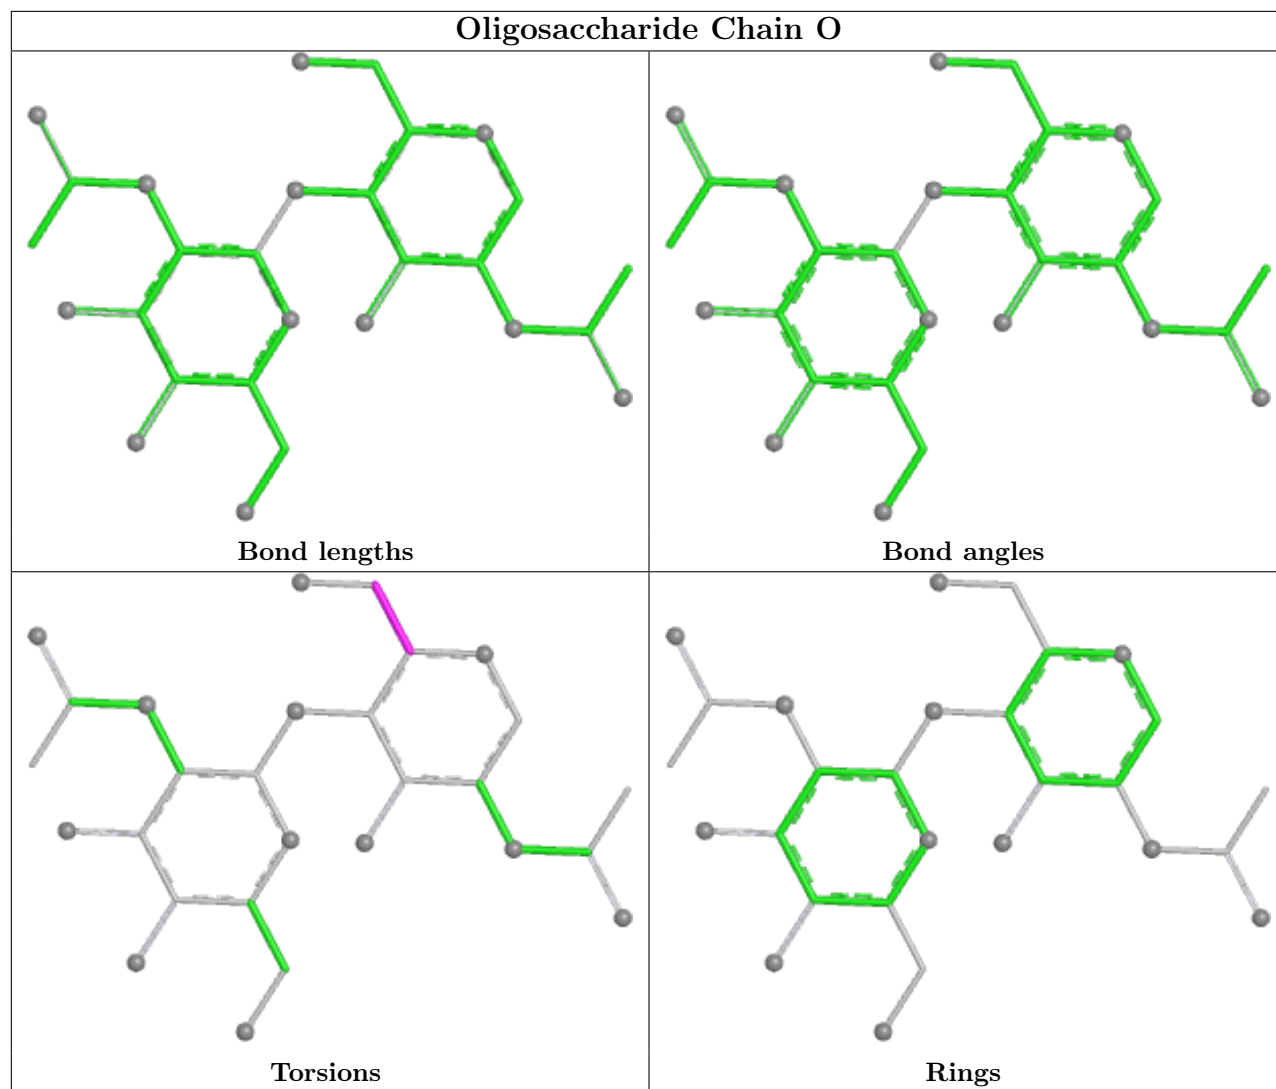 Oligosaccharide Chain O
Bond lengths
Bond angles
Torsions
Rings